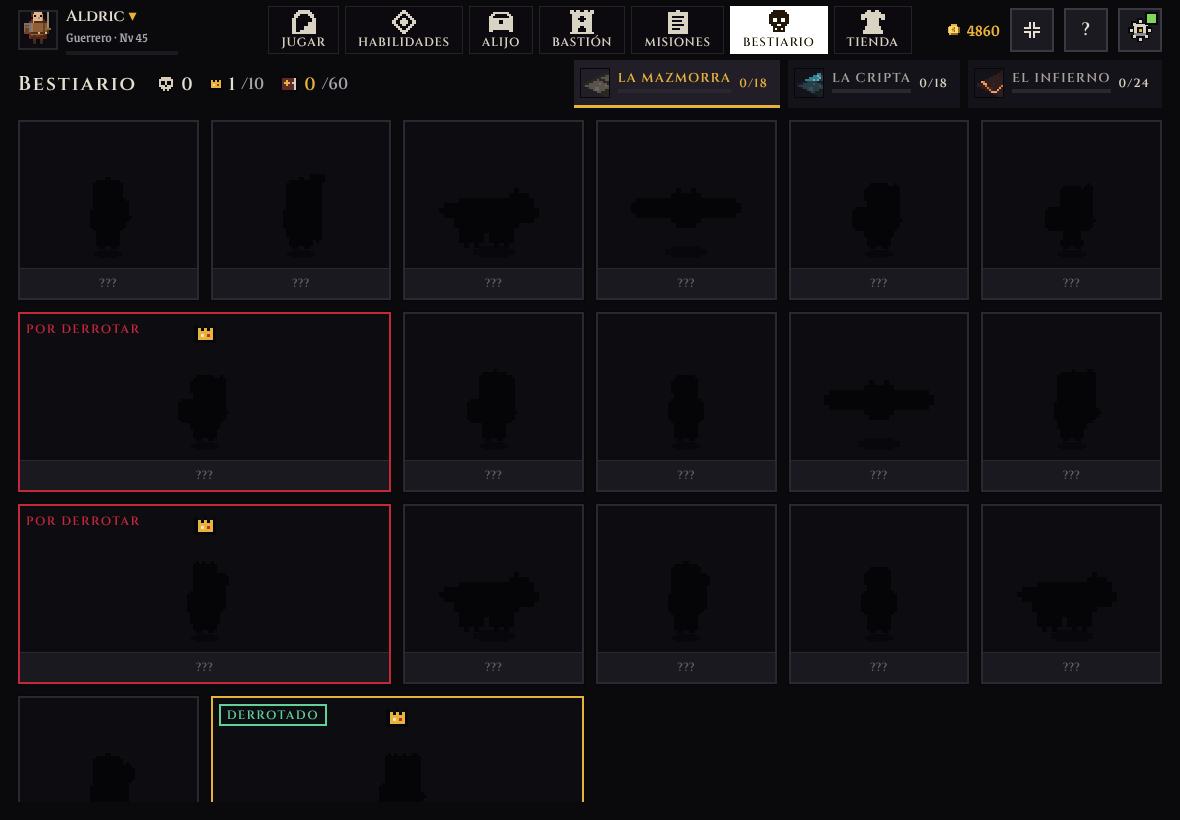 ALDRIC
Guerrero · Nv 45
JUGAR
HABILIDADES
ALIJO
BASTIÓN
MISIONES
BESTIARIO
TIENDA
4860
?
BESTIARIO
0
1 /10
0 /60
LA MAZMORRA 0/18
LA CRIPTA 0/18
EL INFIERNO 0/24
???
???
???
???
???
???
POR DERROTAR
???
???
???
???
???
POR DERROTAR
???
???
???
???
???
DERROTADO